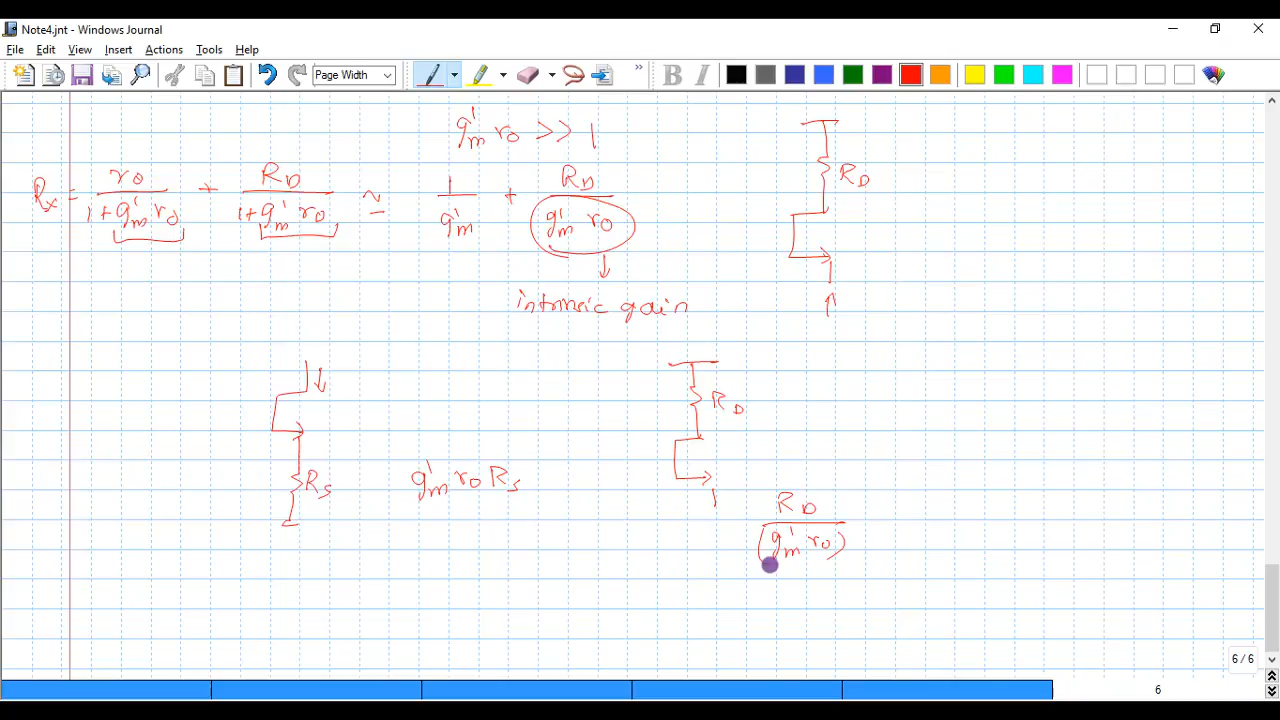 Note4.jnt - Windows Journal
File Edit View Insert Actions Tools Help
Page Width
g'm ro >> 1
Rx = ro / (1 + g'm ro) + RD / (1 + g'm ro) ≃ 1 / g'm + RD / (g'm ro)
RD
intrinsic gain
RD
RS
g'm ro RS
RD / (g'm ro)
6 / 6
6